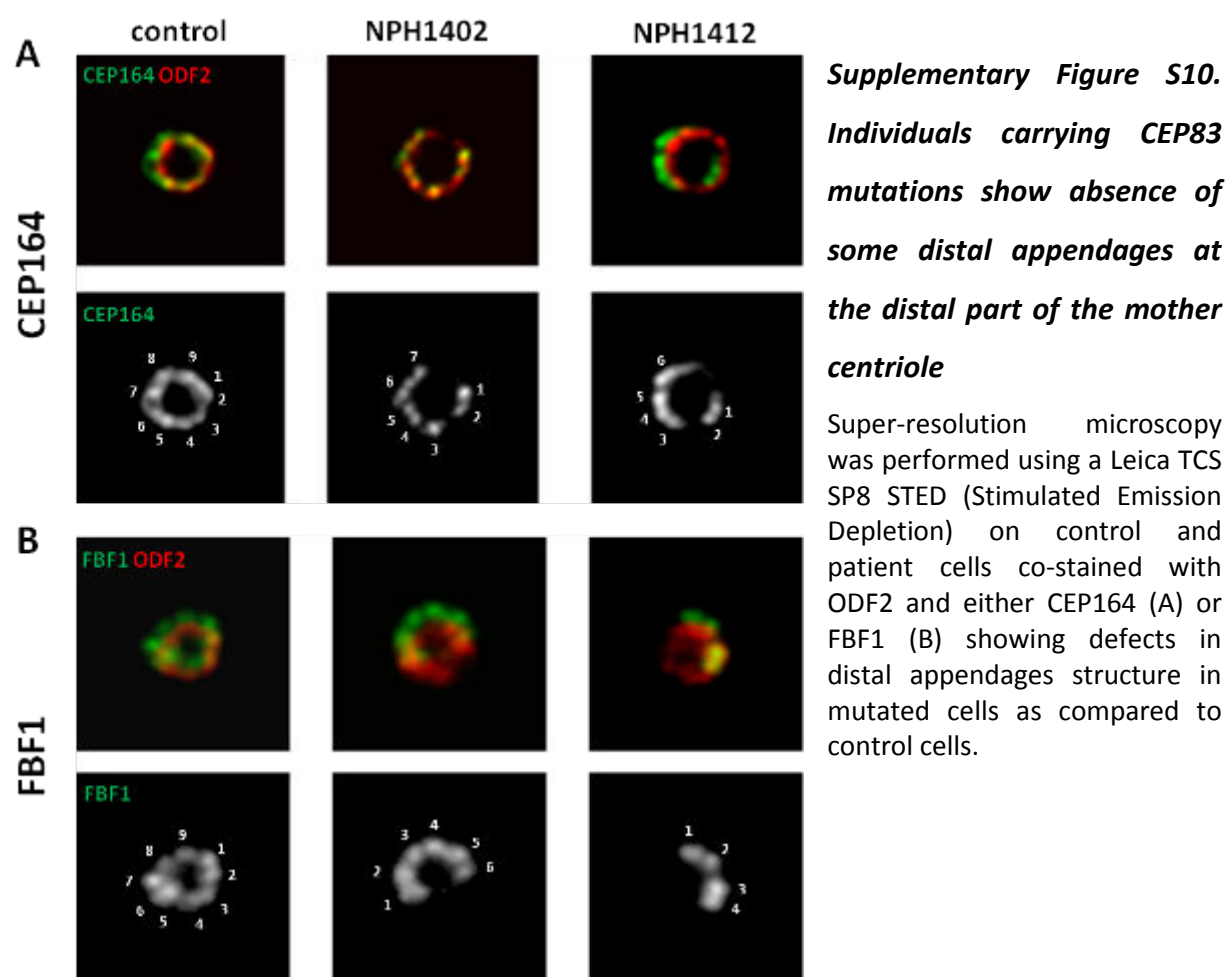 control NPH1402 NPH1412
A
CEP164 ODF2
CEP164
CEP164
8 9 1 2 3 4 5 6 7
7 6 5 4 3 2 1
6 5 4 3 2 1
B
FBF1 ODF2
FBF1
FBF1
9 1 2 3 4 5 6 7 8
1 2 3 4 5 6
1 2 3 4
Supplementary Figure S10.
Individuals carrying CEP83
mutations show absence of
some distal appendages at
the distal part of the mother
centriole
Super-resolution microscopy
was performed using a Leica TCS
SP8 STED (Stimulated Emission
Depletion) on control and
patient cells co-stained with
ODF2 and either CEP164 (A) or
FBF1 (B) showing defects in
distal appendages structure in
mutated cells as compared to
control cells.